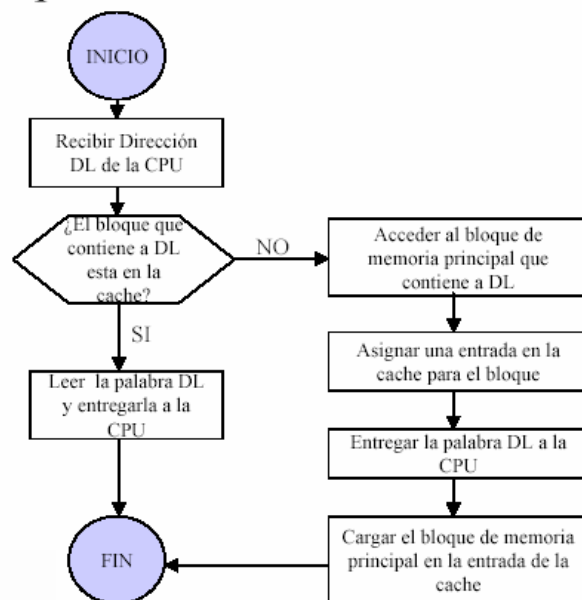 INICIO
Recibir Dirección
DL de la CPU
¿El bloque que
contiene a DL
esta en la
cache?
NO
SI
Leer la palabra DL
y entregarla a la
CPU
Acceder al bloque de
memoria principal que
contiene a DL
Asignar una entrada en la
cache para el bloque
Entregar la palabra DL a la
CPU
Cargar el bloque de memoria
principal en la entrada de la
cache
FIN